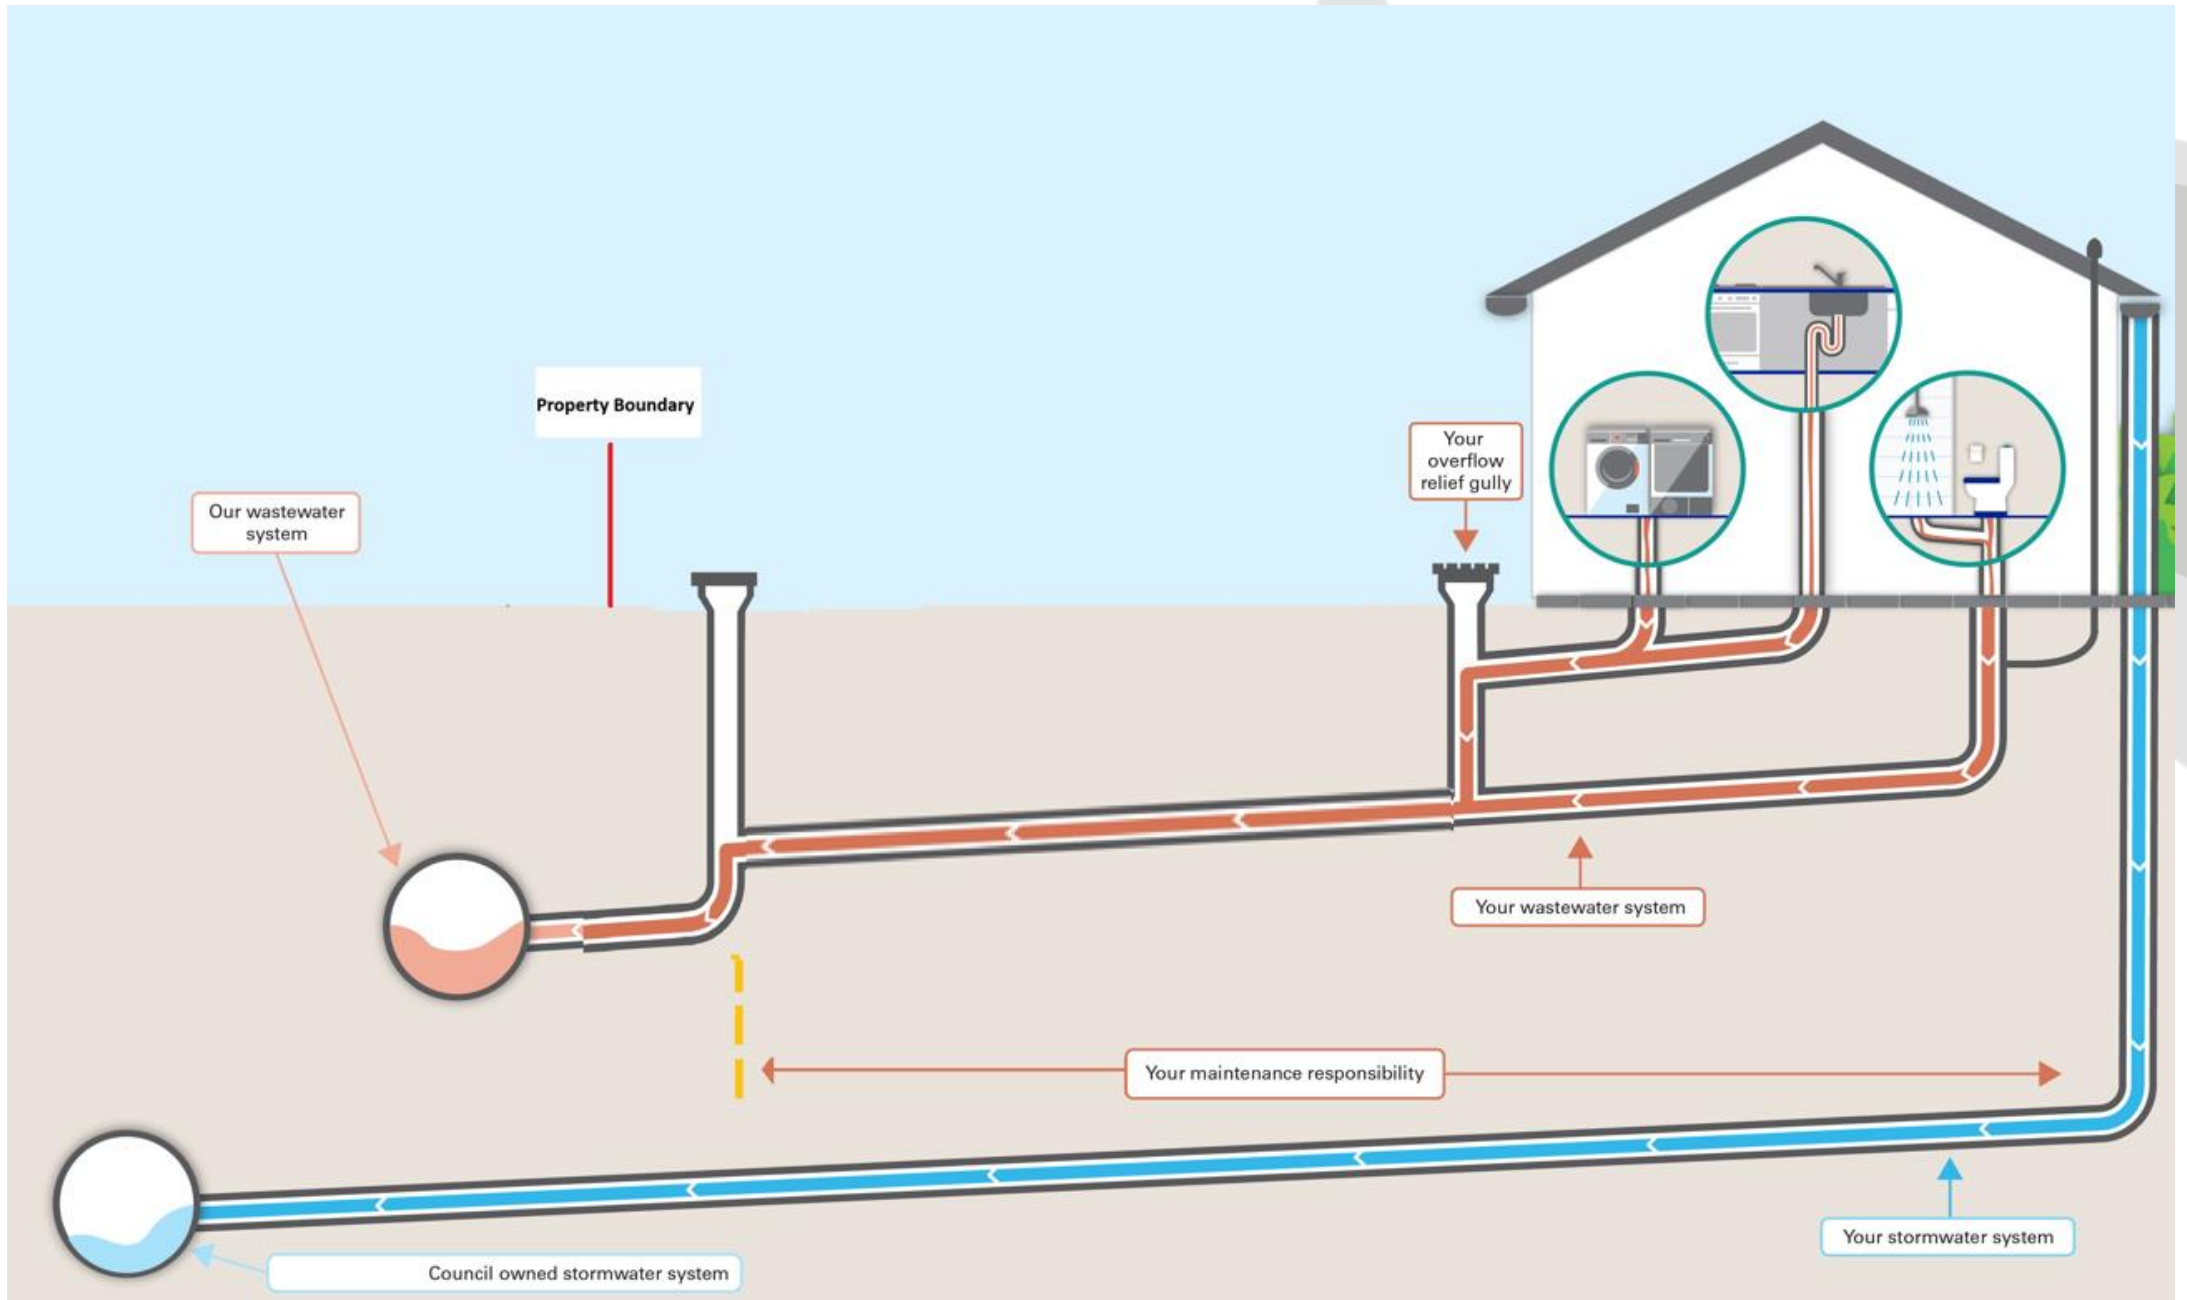 Property Boundary
Your
overflow
relief gully
Our wastewater
system
Your wastewater system
Your maintenance responsibility
Your stormwater system
Council owned stormwater system